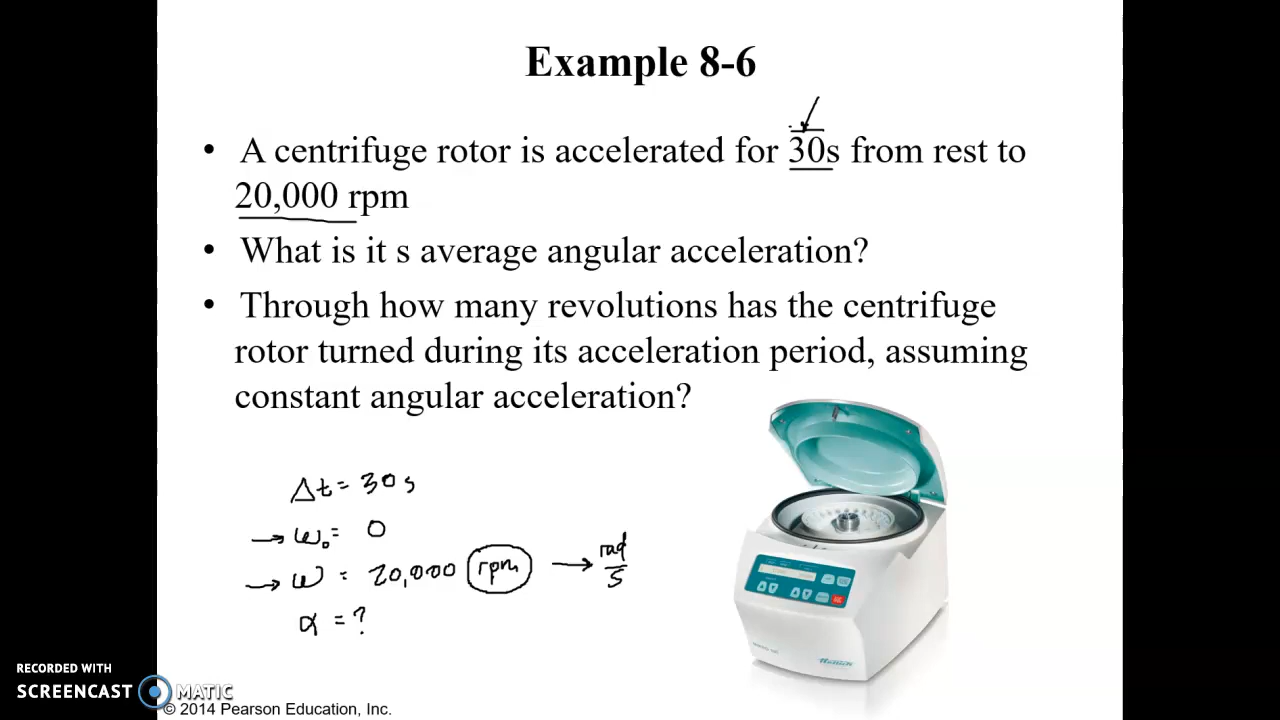 Example 8-6
• A centrifuge rotor is accelerated for 30s from rest to
20,000 rpm
• What is it s average angular acceleration?
• Through how many revolutions has the centrifuge
rotor turned during its acceleration period, assuming
constant angular acceleration?
Δt = 30 s
→ ω₀ = 0
→ ω = 20,000 rpm → rad/s
α = ?
RECORDED WITH
SCREENCAST MATIC
© 2014 Pearson Education, Inc.